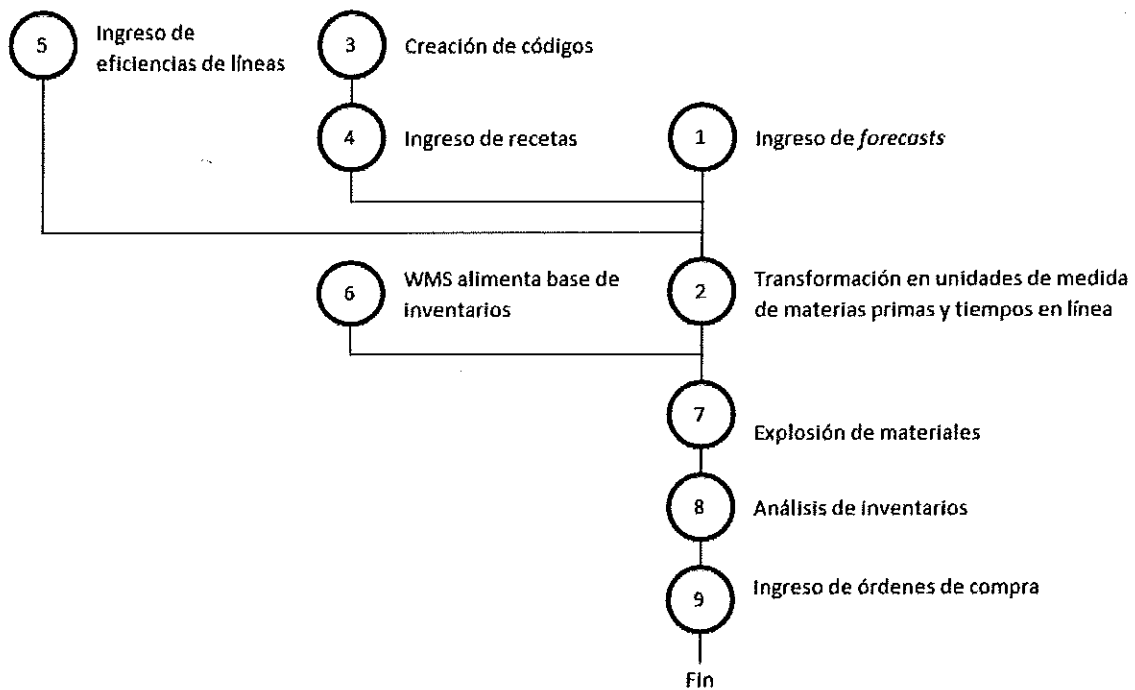 5
Ingreso de
eficiencias de líneas
3
Creación de códigos
4
Ingreso de recetas
1
Ingreso de forecasts
6
WMS alimenta base de
inventarios
2
Transformación en unidades de medida
de materias primas y tiempos en línea
7
Explosión de materiales
8
Análisis de inventarios
9
Ingreso de órdenes de compra
Fin